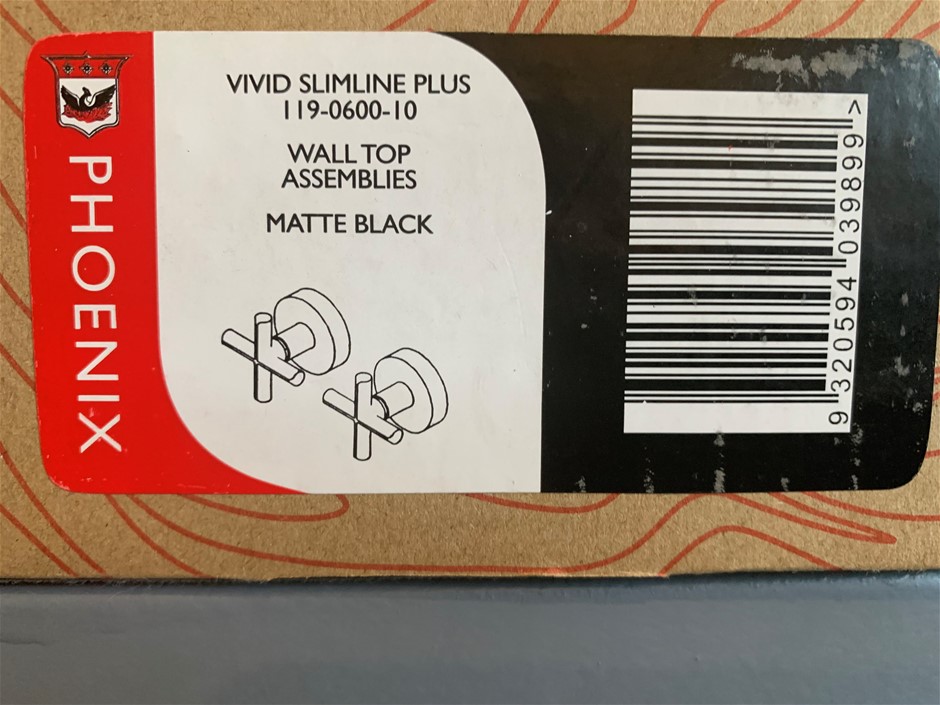 PHOENIX
VIVID SLIMLINE PLUS
119-0600-10
WALL TOP
ASSEMBLIES
MATTE BLACK
9 320594 039899 >